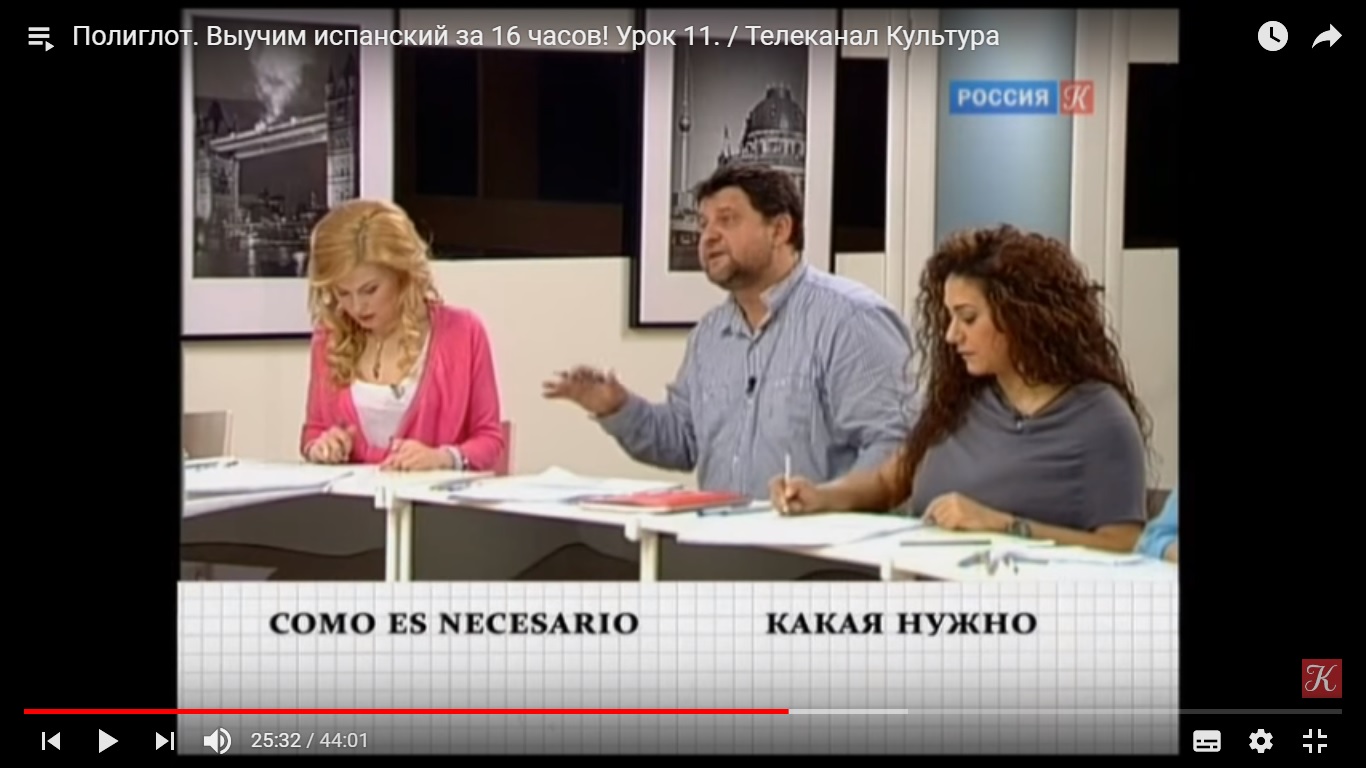 Полиглот. Выучим испанский за 16 часов! Урок 11. / Телеканал Культура
РОССИЯ К
COMO ES NECESARIO КАКАЯ НУЖНО
К
25:32 / 44:01